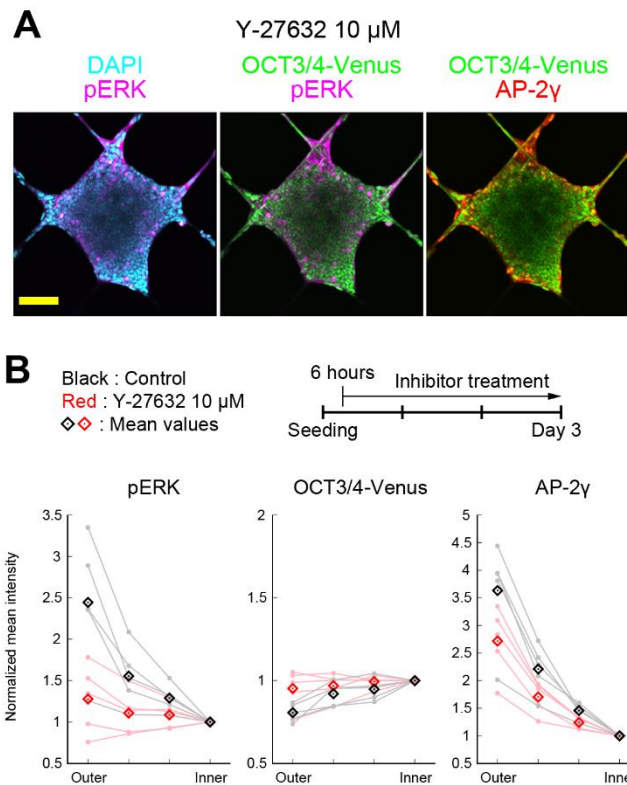 A
Y-27632 10 µM
DAPI
pERK
OCT3/4-Venus
pERK
OCT3/4-Venus
AP-2γ
B
Black : Control
Red : Y-27632 10 µM
: Mean values
6 hours
Inhibitor treatment
Seeding
Day 3
pERK
OCT3/4-Venus
AP-2γ
Normalized mean intensity
3.5
3
2.5
2
1.5
1
0.5
Outer
Inner
2
1.5
1
0.5
Outer
Inner
5
4.5
4
3.5
3
2.5
2
1.5
1
0.5
Outer
Inner